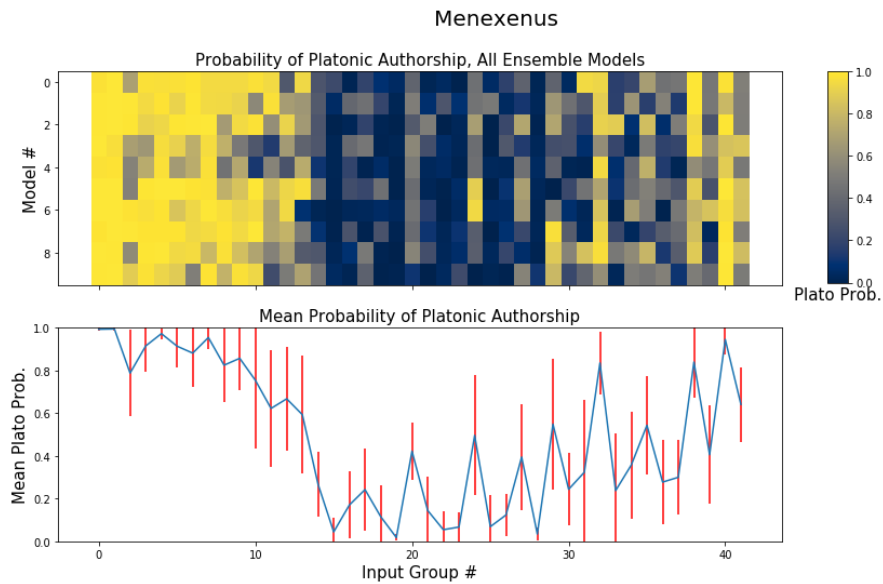 Menexenus
Probability of Platonic Authorship, All Ensemble Models
Model #
0
2
4
6
8
1.0
0.8
0.6
0.4
0.2
0.0
Plato Prob.
Mean Probability of Platonic Authorship
Mean Plato Prob.
1.0
0.8
0.6
0.4
0.2
0.0
0 10 20 30 40
Input Group #